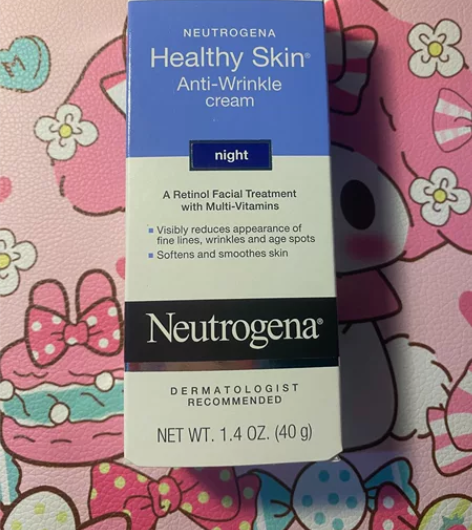 NEUTROGENA
Healthy Skin®
Anti-Wrinkle
cream
night
A Retinol Facial Treatment
with Multi-Vitamins
▪ Visibly reduces appearance of
fine lines, wrinkles and age spots
▪ Softens and smoothes skin
Neutrogena®
DERMATOLOGIST
RECOMMENDED
NET WT. 1.4 OZ. (40 g)